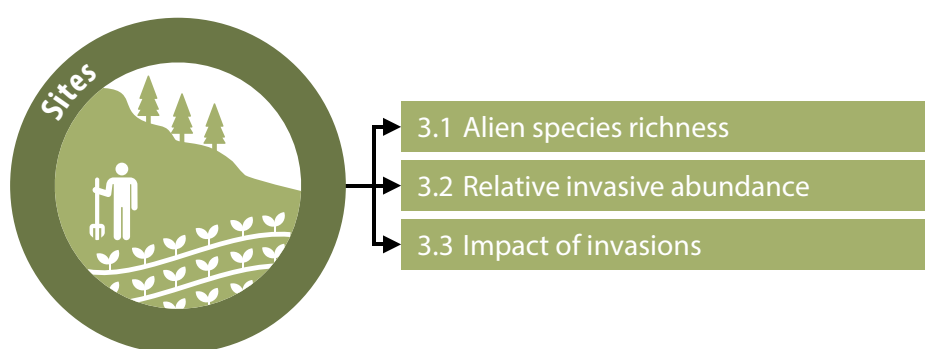 Sites
3.1 Alien species richness
3.2 Relative invasive abundance
3.3 Impact of invasions